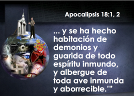 Apocalipsis 18:1, 2
... y se ha hecho
habitación de
demonios y
guarida de todo
espíritu inmundo,
y albergue de
toda ave inmunda
y aborrecible.'"